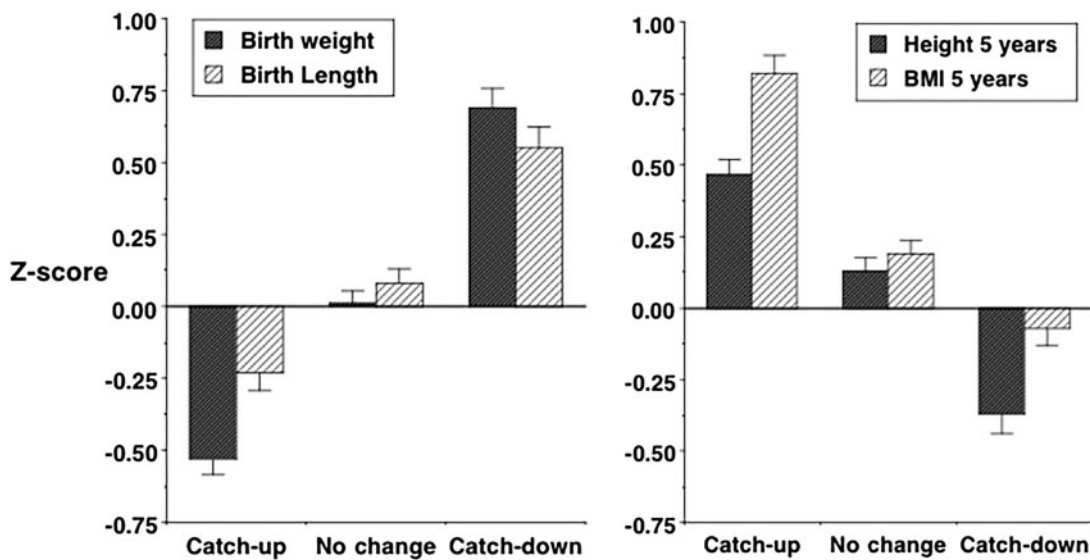 Z-score
1.00
0.75
0.50
0.25
0.00
-0.25
-0.50
-0.75
Birth weight
Birth Length
Catch-up No change Catch-down
1.00
0.75
0.50
0.25
0.00
-0.25
-0.50
-0.75
Height 5 years
BMI 5 years
Catch-up No change Catch-down